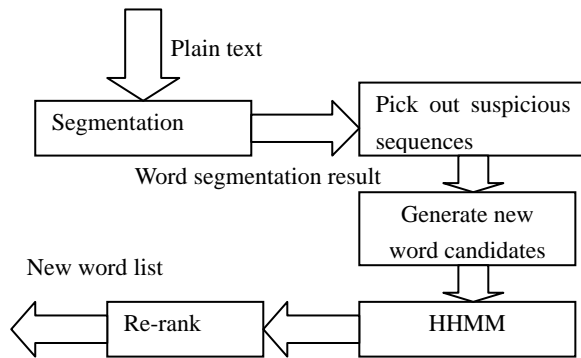 Plain text
Segmentation
Pick out suspicious
sequences
Word segmentation result
Generate new
word candidates
New word list
Re-rank
HHMM